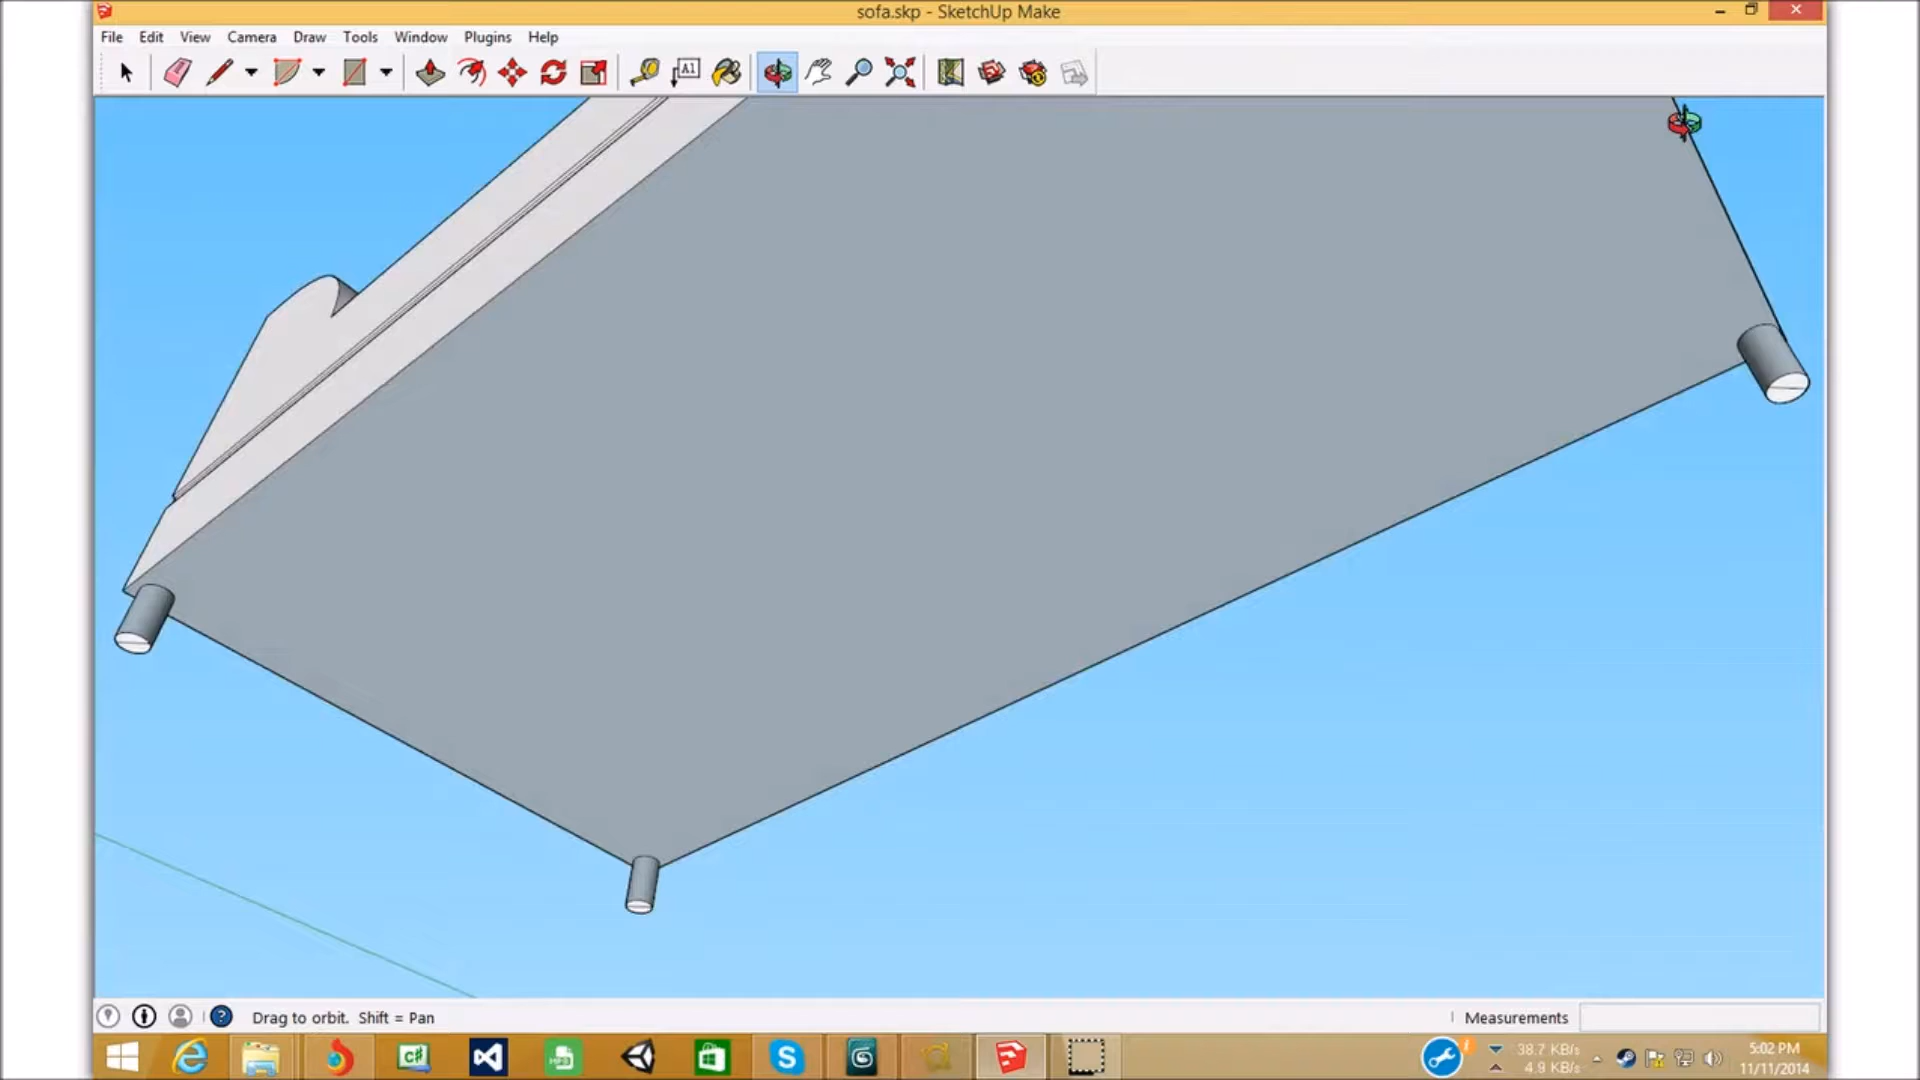 sofa.skp - SketchUp Make
File Edit View Camera Draw Tools Window Plugins Help
A1
Drag to orbit. Shift = Pan
Measurements
C#
38.7 KB/s
4.9 KB/s
5:02 PM
11/11/2014